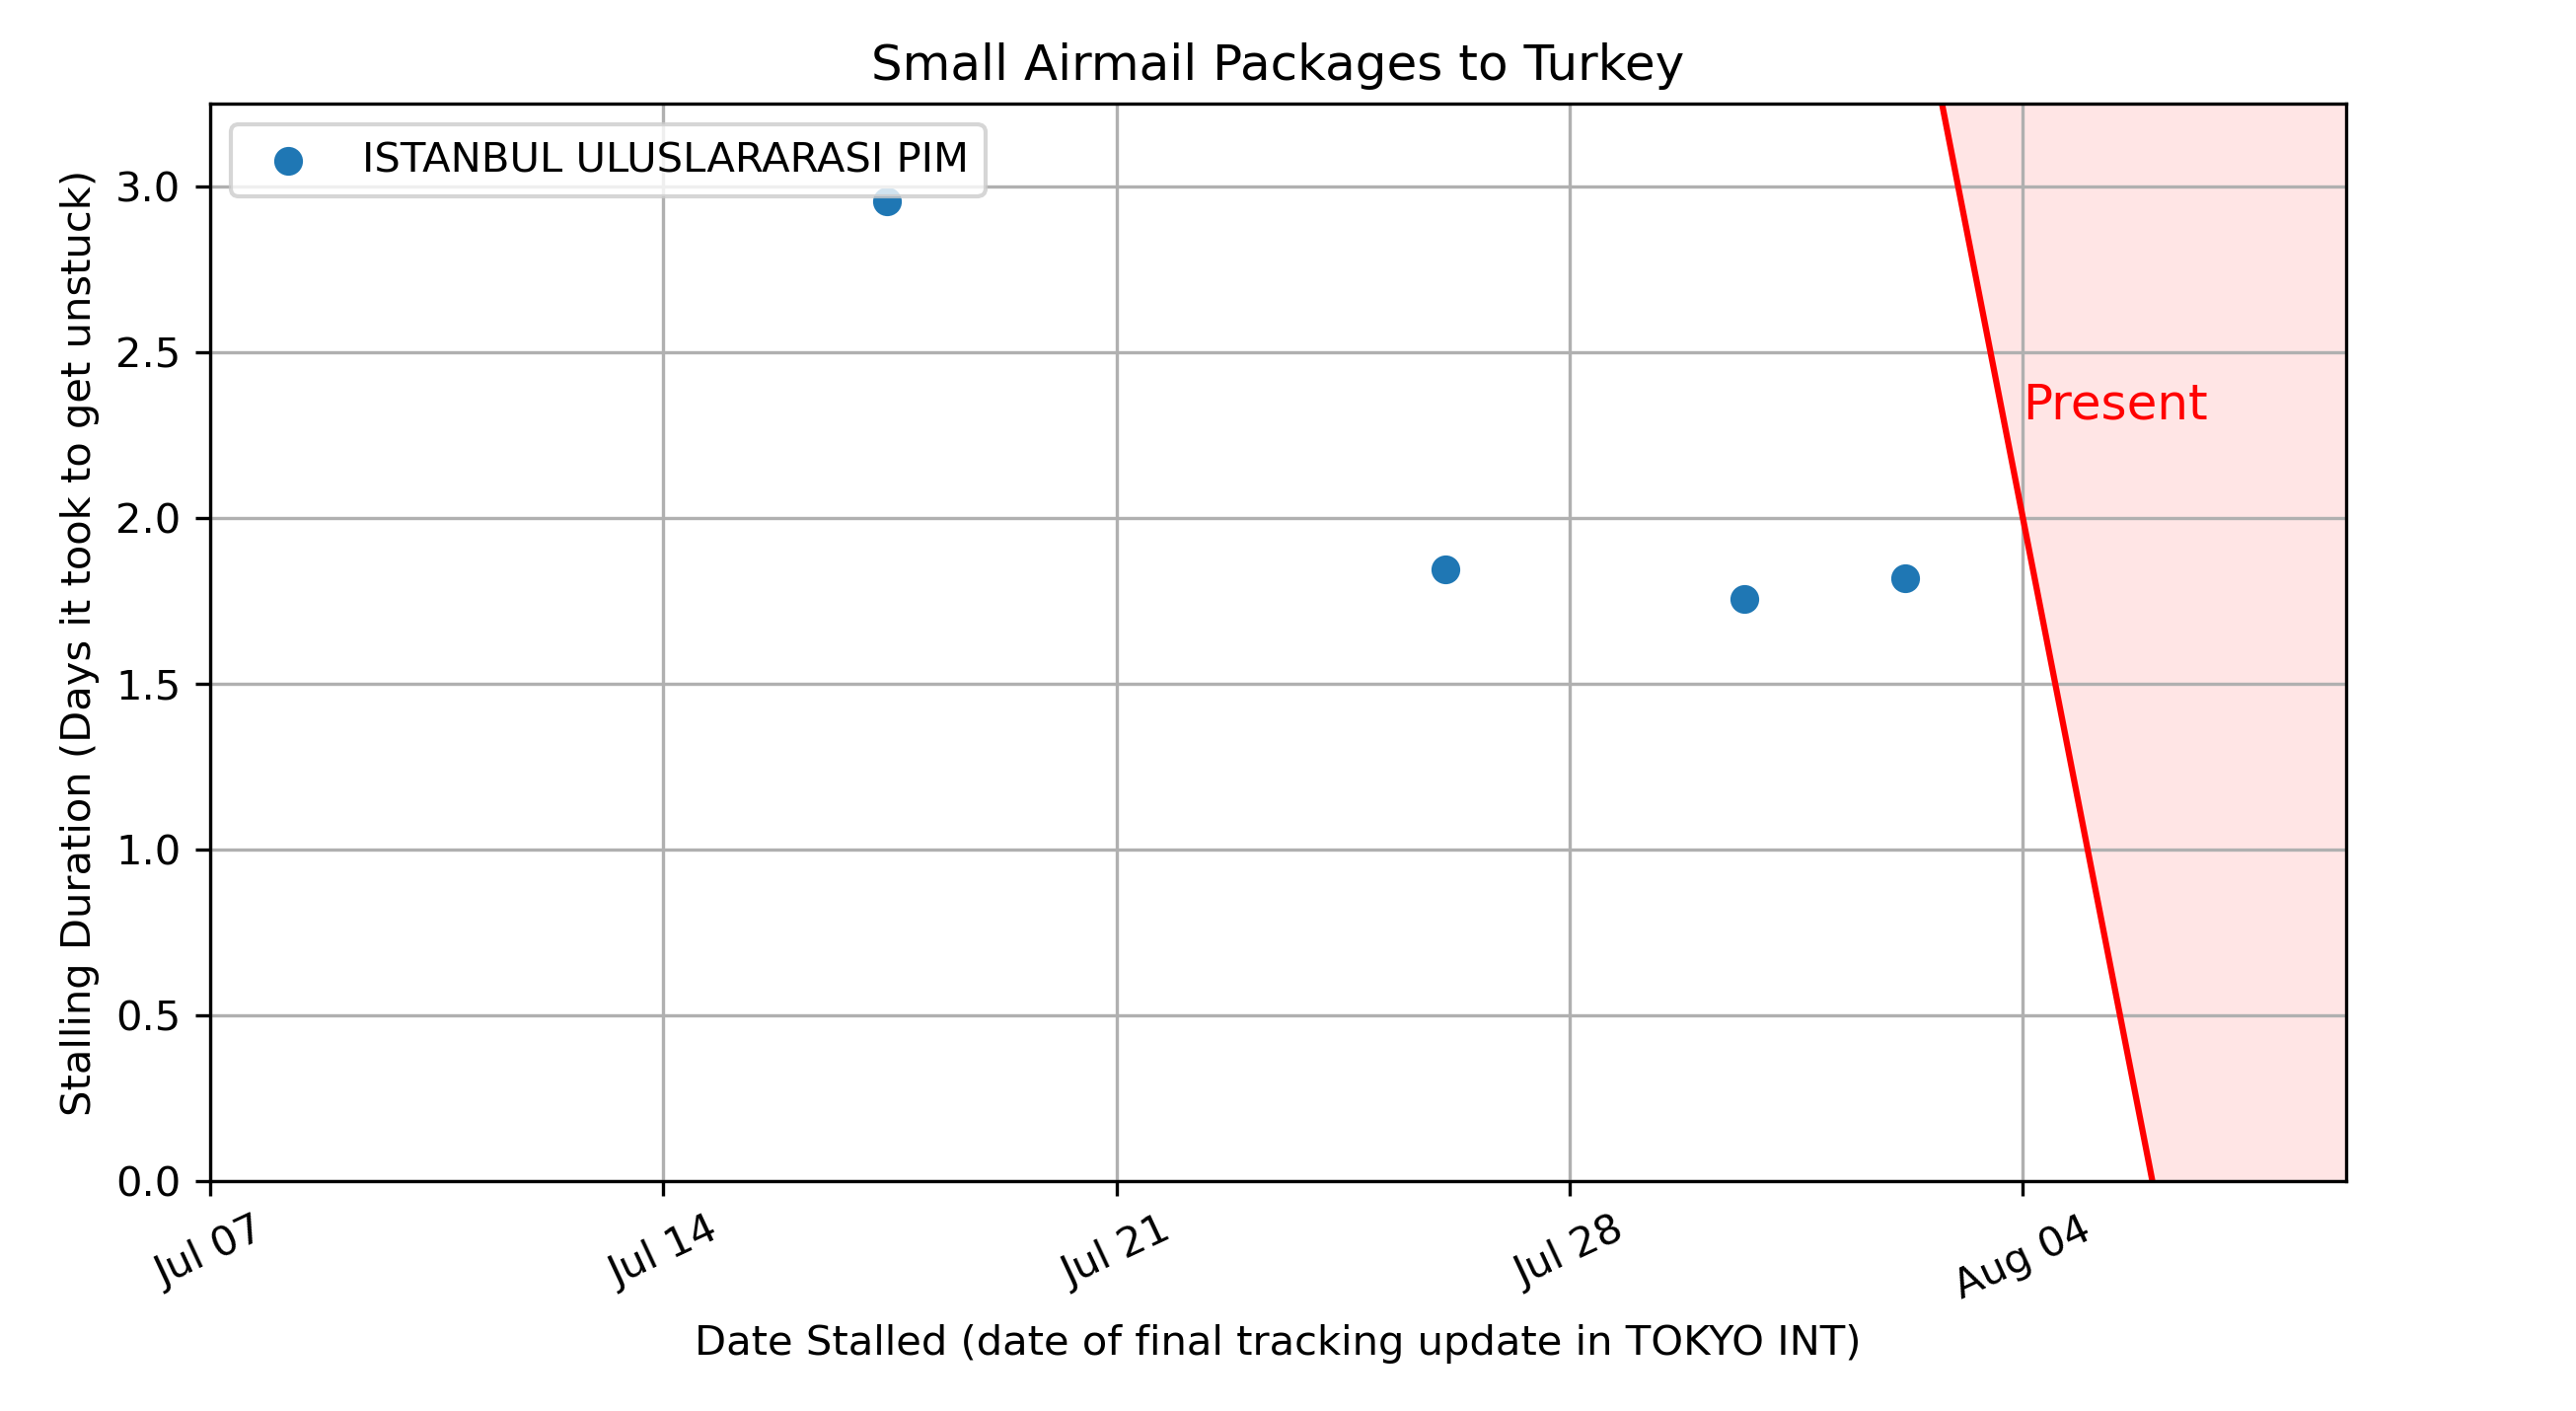 Small Airmail Packages to Turkey
ISTANBUL ULUSLARARASI PIM
Stalling Duration (Days it took to get unstuck)
3.0
2.5
2.0
1.5
1.0
0.5
0.0
Present
Jul 07
Jul 14
Jul 21
Jul 28
Aug 04
Date Stalled (date of final tracking update in TOKYO INT)